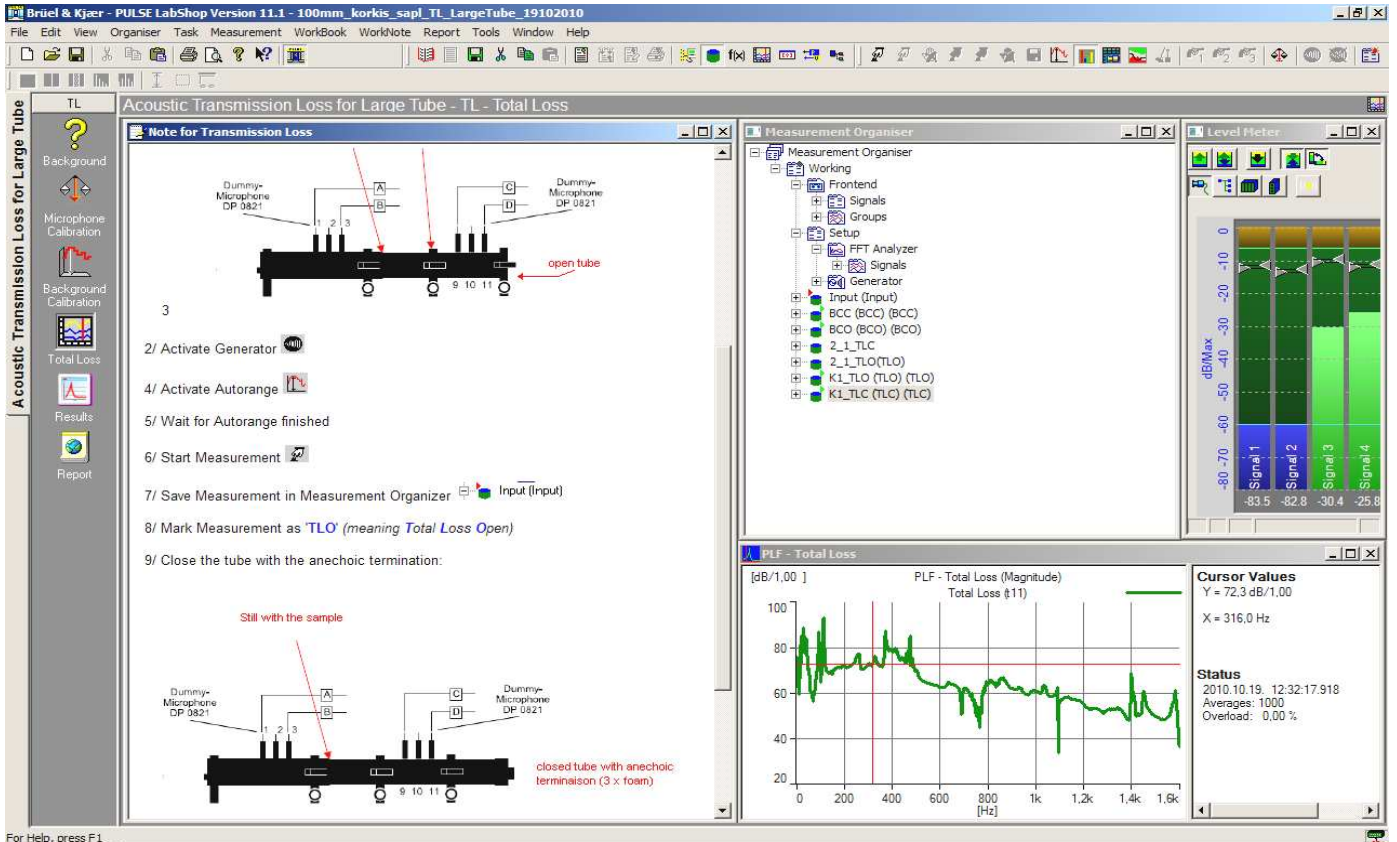 Brüel & Kjær - PULSE LabShop Version 11.1 - 100mm_korkis_sapl_TL_LargeTube_19102010
File Edit View Organiser Task Measurement WorkBook WorkNote Report Tools Window Help
Acoustic Transmission Loss for Large Tube
TL
Background
Microphone
Calibration
Background
Calibration
Total Loss
Results
Report
Acoustic Transmission Loss for Large Tube - TL - Total Loss
Note for Transmission Loss
Dummy-
Microphone
DP 0821
A
B
1 2 3
C
D
Dummy-
Microphone
DP 0821
9 10 11
open tube
3
2/ Activate Generator
4/ Activate Autorange
5/ Wait for Autorange finished
6/ Start Measurement
7/ Save Measurement in Measurement Organizer Input (Input)
8/ Mark Measurement as 'TLO' (meaning Total Loss Open)
9/ Close the tube with the anechoic termination:
Still with the sample
Dummy-
Microphone
DP 0821
A
B
1 2 3
C
D
Dummy-
Microphone
DP 0821
9 10 11
closed tube with anechoic
terminaison (3 x foam)
Measurement Organiser
Measurement Organiser
Working
Frontend
Signals
Groups
Setup
FFT Analyzer
Signals
Generator
Input (Input)
BCC (BCC) (BCC)
BCO (BCO) (BCO)
2_1_TLC
2_1_TLO(TLO)
K1_TLO (TLO) (TLO)
K1_TLC (TLC) (TLC)
Level Meter
dB/Max
0
-10
-20
-30
-40
-50
-60
-70
-80
Signal 1
Signal 2
Signal 3
Signal 4
-83.5 -82.8 -30.4 -25.8
PLF - Total Loss
[dB/1,00 ]
PLF - Total Loss (Magnitude)
Total Loss (t11)
100
80
60
40
20
0 200 400 600 800 1k 1,2k 1,4k 1,6k
[Hz]
Cursor Values
Y = 72,3 dB/1,00
X = 316,0 Hz
Status
2010.10.19. 12:32:17.918
Averages: 1000
Overload: 0,00 %
For Help, press F1